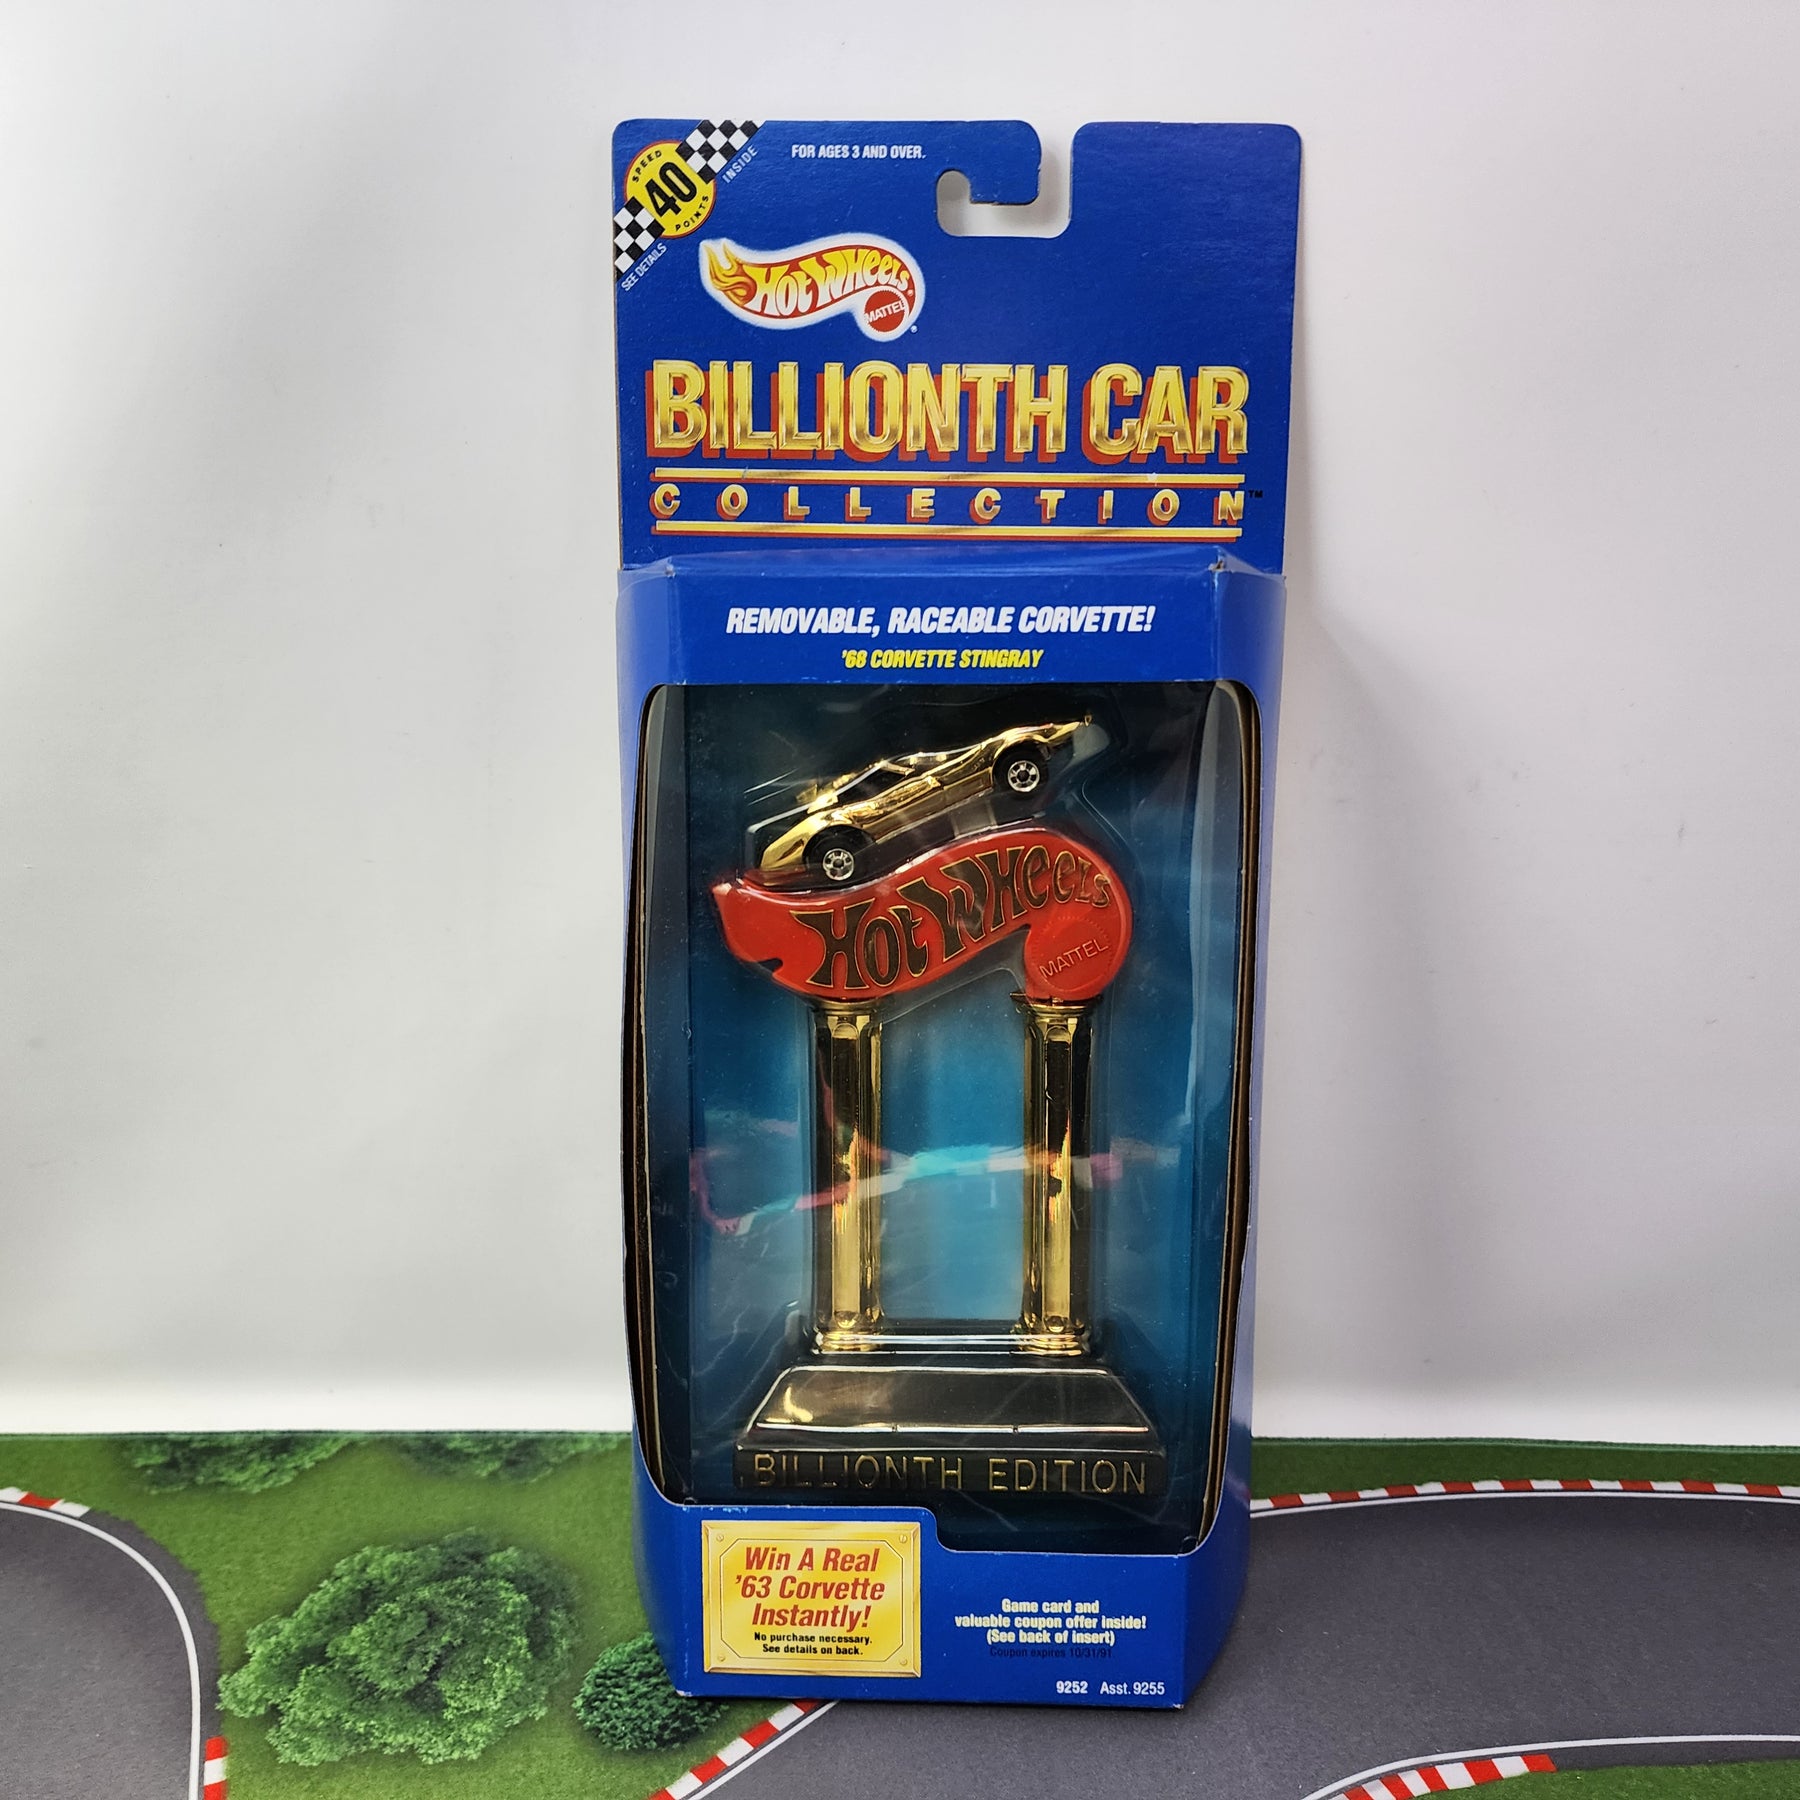 SPEED
40
POINTS
INSIDE
SEE DETAILS
FOR AGES 3 AND OVER.
HOT WHEELS®
MATTEL
®
BILLIONTH CAR
COLLECTION™
REMOVABLE, RACEABLE CORVETTE!
'68 CORVETTE STINGRAY
HOT WHEELS
MATTEL
BILLIONTH EDITION
Win A Real
'63 Corvette
Instantly!
No purchase necessary.
See details on back.
Game card and
valuable coupon offer inside!
(See back of insert)
Coupon expires 10/31/91.
9252 Asst. 9255